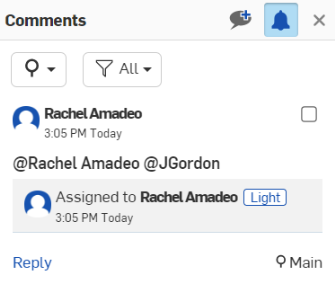 Comments
All
Rachel Amadeo
3:05 PM Today
@Rachel Amadeo @JGordon
Assigned to Rachel Amadeo Light
3:05 PM Today
Reply Main